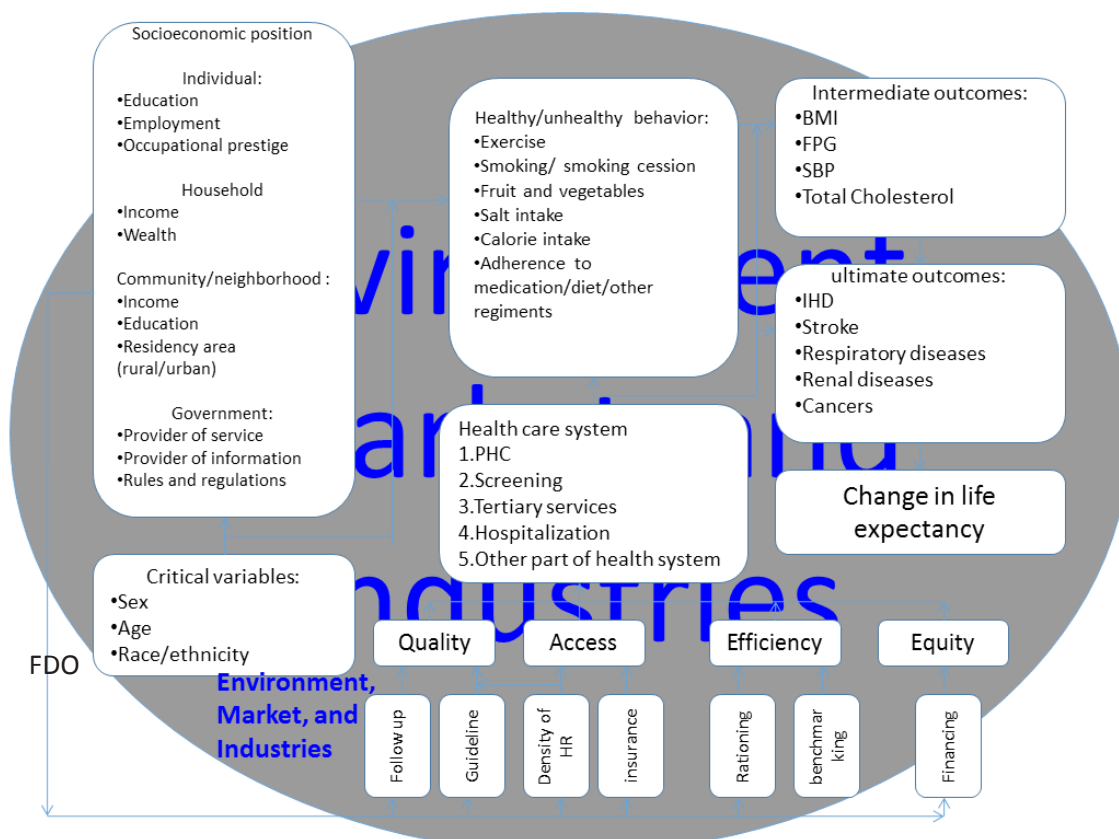 Socioeconomic position
Individual:
•Education
•Employment
•Occupational prestige
Household
•Income
•Wealth
Community/neighborhood :
•Income
•Education
•Residency area
(rural/urban)
Government:
•Provider of service
•Provider of information
•Rules and regulations
Critical variables:
•Sex
•Age
•Race/ethnicity
FDO
Environment,
Market, and
Industries
Healthy/unhealthy behavior:
•Exercise
•Smoking/ smoking cession
•Fruit and vegetables
•Salt intake
•Calorie intake
•Adherence to
medication/diet/other
regiments
Health care system
1.PHC
2.Screening
3.Tertiary services
4.Hospitalization
5.Other part of health system
Intermediate outcomes:
•BMI
•FPG
•SBP
•Total Cholesterol
ultimate outcomes:
•IHD
•Stroke
•Respiratory diseases
•Renal diseases
•Cancers
Change in life
expectancy
Quality
Access
Efficiency
Equity
Follow up
Guideline
Density of
HR
insurance
Rationing
benchmar
king
Financing